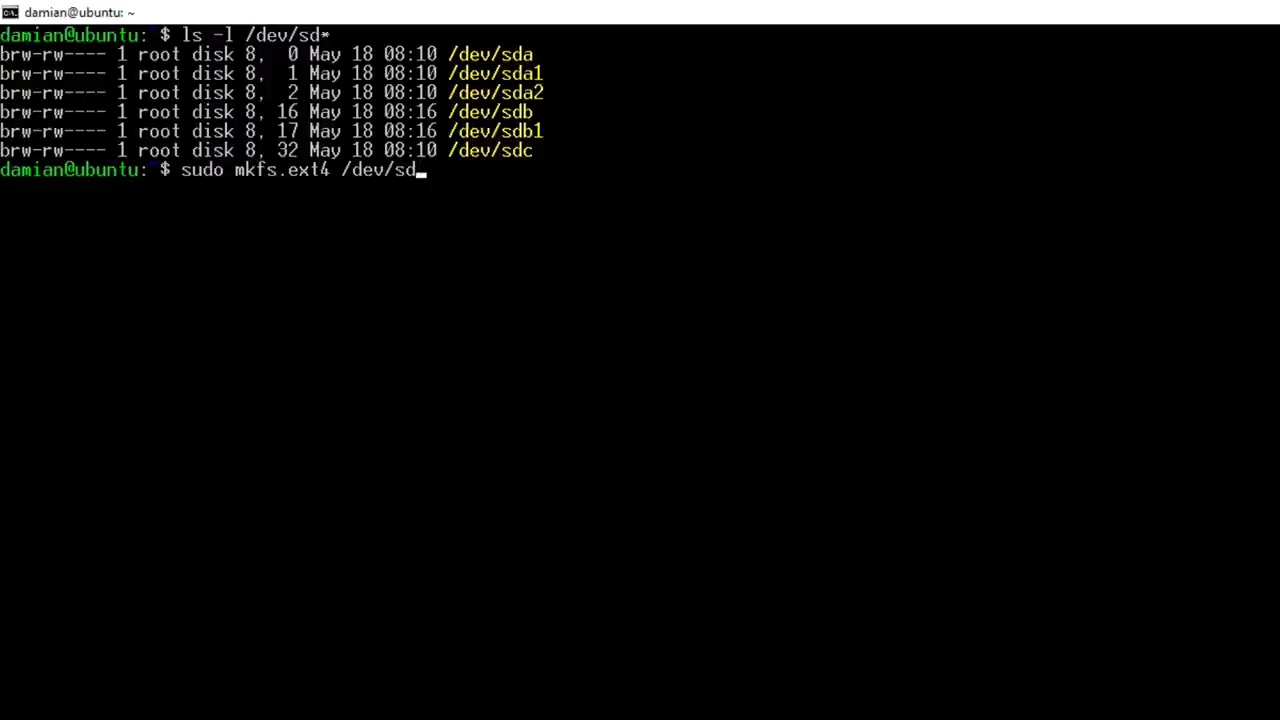 damian@ubuntu: ~
damian@ubuntu:~$ ls -l /dev/sd*
brw-rw---- 1 root disk 8,  0 May 18 08:10 /dev/sda
brw-rw---- 1 root disk 8,  1 May 18 08:10 /dev/sda1
brw-rw---- 1 root disk 8,  2 May 18 08:10 /dev/sda2
brw-rw---- 1 root disk 8, 16 May 18 08:16 /dev/sdb
brw-rw---- 1 root disk 8, 17 May 18 08:16 /dev/sdb1
brw-rw---- 1 root disk 8, 32 May 18 08:10 /dev/sdc
damian@ubuntu:~$ sudo mkfs.ext4 /dev/sd